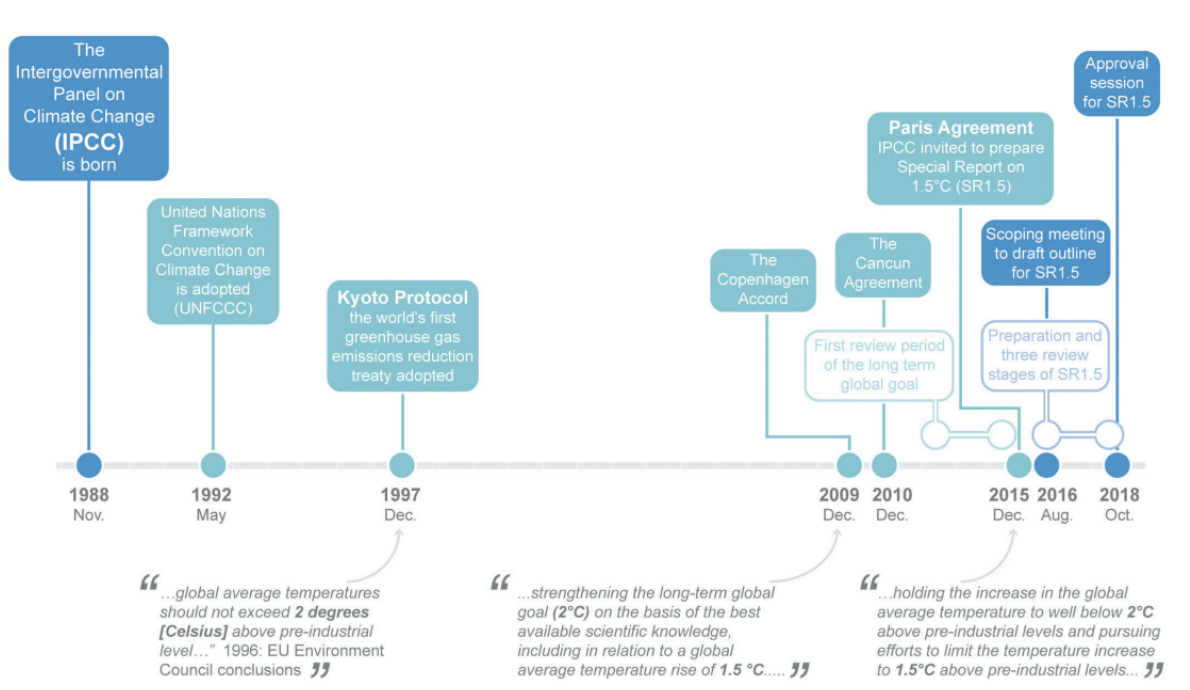 The
Intergovernmental
Panel on
Climate Change
(IPCC)
is born
United Nations
Framework
Convention on
Climate Change
is adopted
(UNFCCC)
Kyoto Protocol
the world's first
greenhouse gas
emissions reduction
treaty adopted
The
Copenhagen
Accord
The
Cancun
Agreement
First review period
of the long term
global goal
Paris Agreement
IPCC invited to prepare
Special Report on
1.5°C (SR1.5)
Scoping meeting
to draft outline
for SR1.5
Preparation and
three review
stages of SR1.5
Approval
session
for SR1.5
1988
Nov.
1992
May
1997
Dec.
2009
Dec.
2010
Dec.
2015
Dec.
2016
Aug.
2018
Oct.
“ ...global average temperatures
should not exceed 2 degrees
[Celsius] above pre-industrial
level...” 1996: EU Environment
Council conclusions ”
“ ...strengthening the long-term global
goal (2°C) on the basis of the best
available scientific knowledge,
including in relation to a global
average temperature rise of 1.5 °C..... ”
“ ...holding the increase in the global
average temperature to well below 2°C
above pre-industrial levels and pursuing
efforts to limit the temperature increase
to 1.5°C above pre-industrial levels... ”